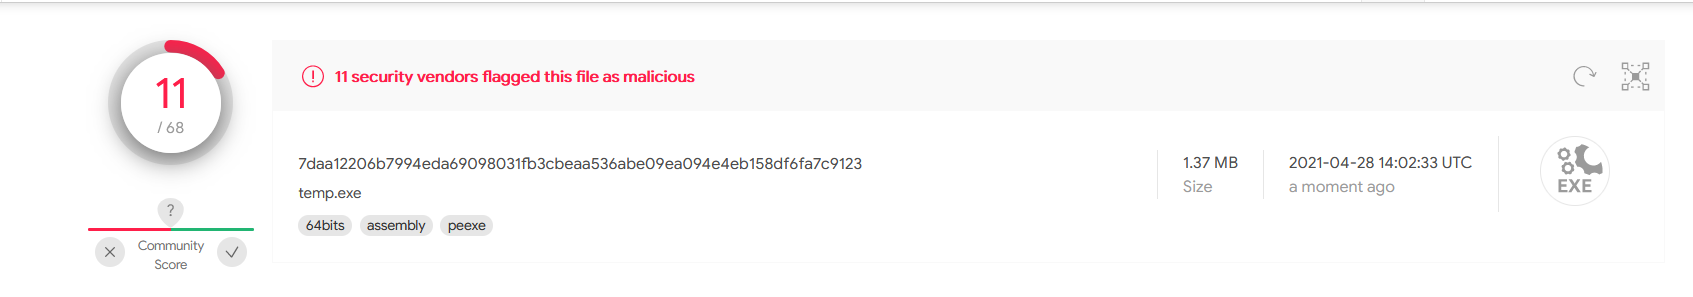 11
/ 68
?
Community
Score
11 security vendors flagged this file as malicious
7daa12206b7994eda69098031fb3cbeaa536abe09ea094e4eb158df6fa7c9123
temp.exe
64bits assembly peexe
1.37 MB
Size
2021-04-28 14:02:33 UTC
a moment ago
EXE